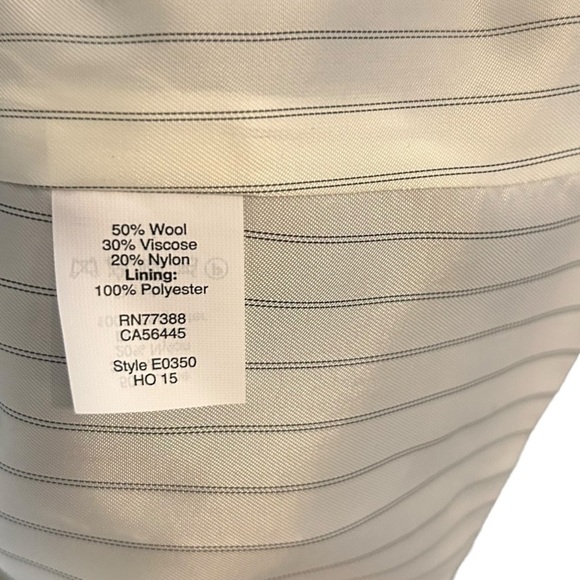 50% Wool
30% Viscose
20% Nylon
Lining:
100% Polyester
RN77388
CA56445
Style E0350
HO 15